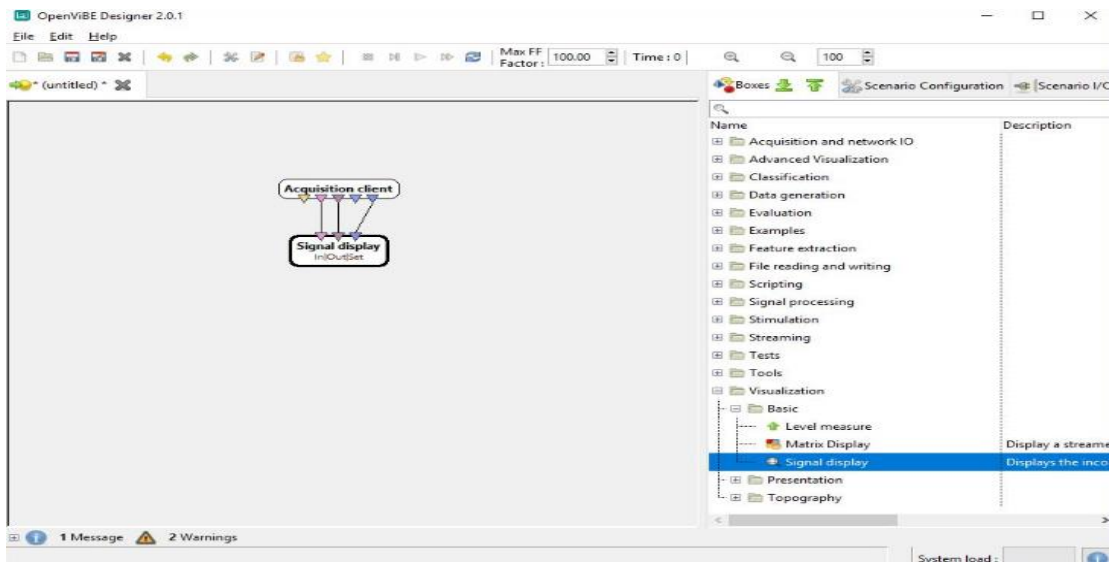 OpenViBE Designer 2.0.1
File Edit Help
Max FF Factor: 100.00 Time : 0 100
* (untitled) * Boxes Scenario Configuration Scenario I/O
Name Description
Acquisition and network IO
Advanced Visualization
Classification
Data generation
Evaluation
Examples
Feature extraction
File reading and writing
Scripting
Signal processing
Stimulation
Streaming
Tests
Tools
Visualization
Basic
Level measure
Matrix Display Display a streame
Signal display Displays the inco
Presentation
Topography
Acquisition client
Signal display
In|Out|Set
1 Message 2 Warnings
System load :